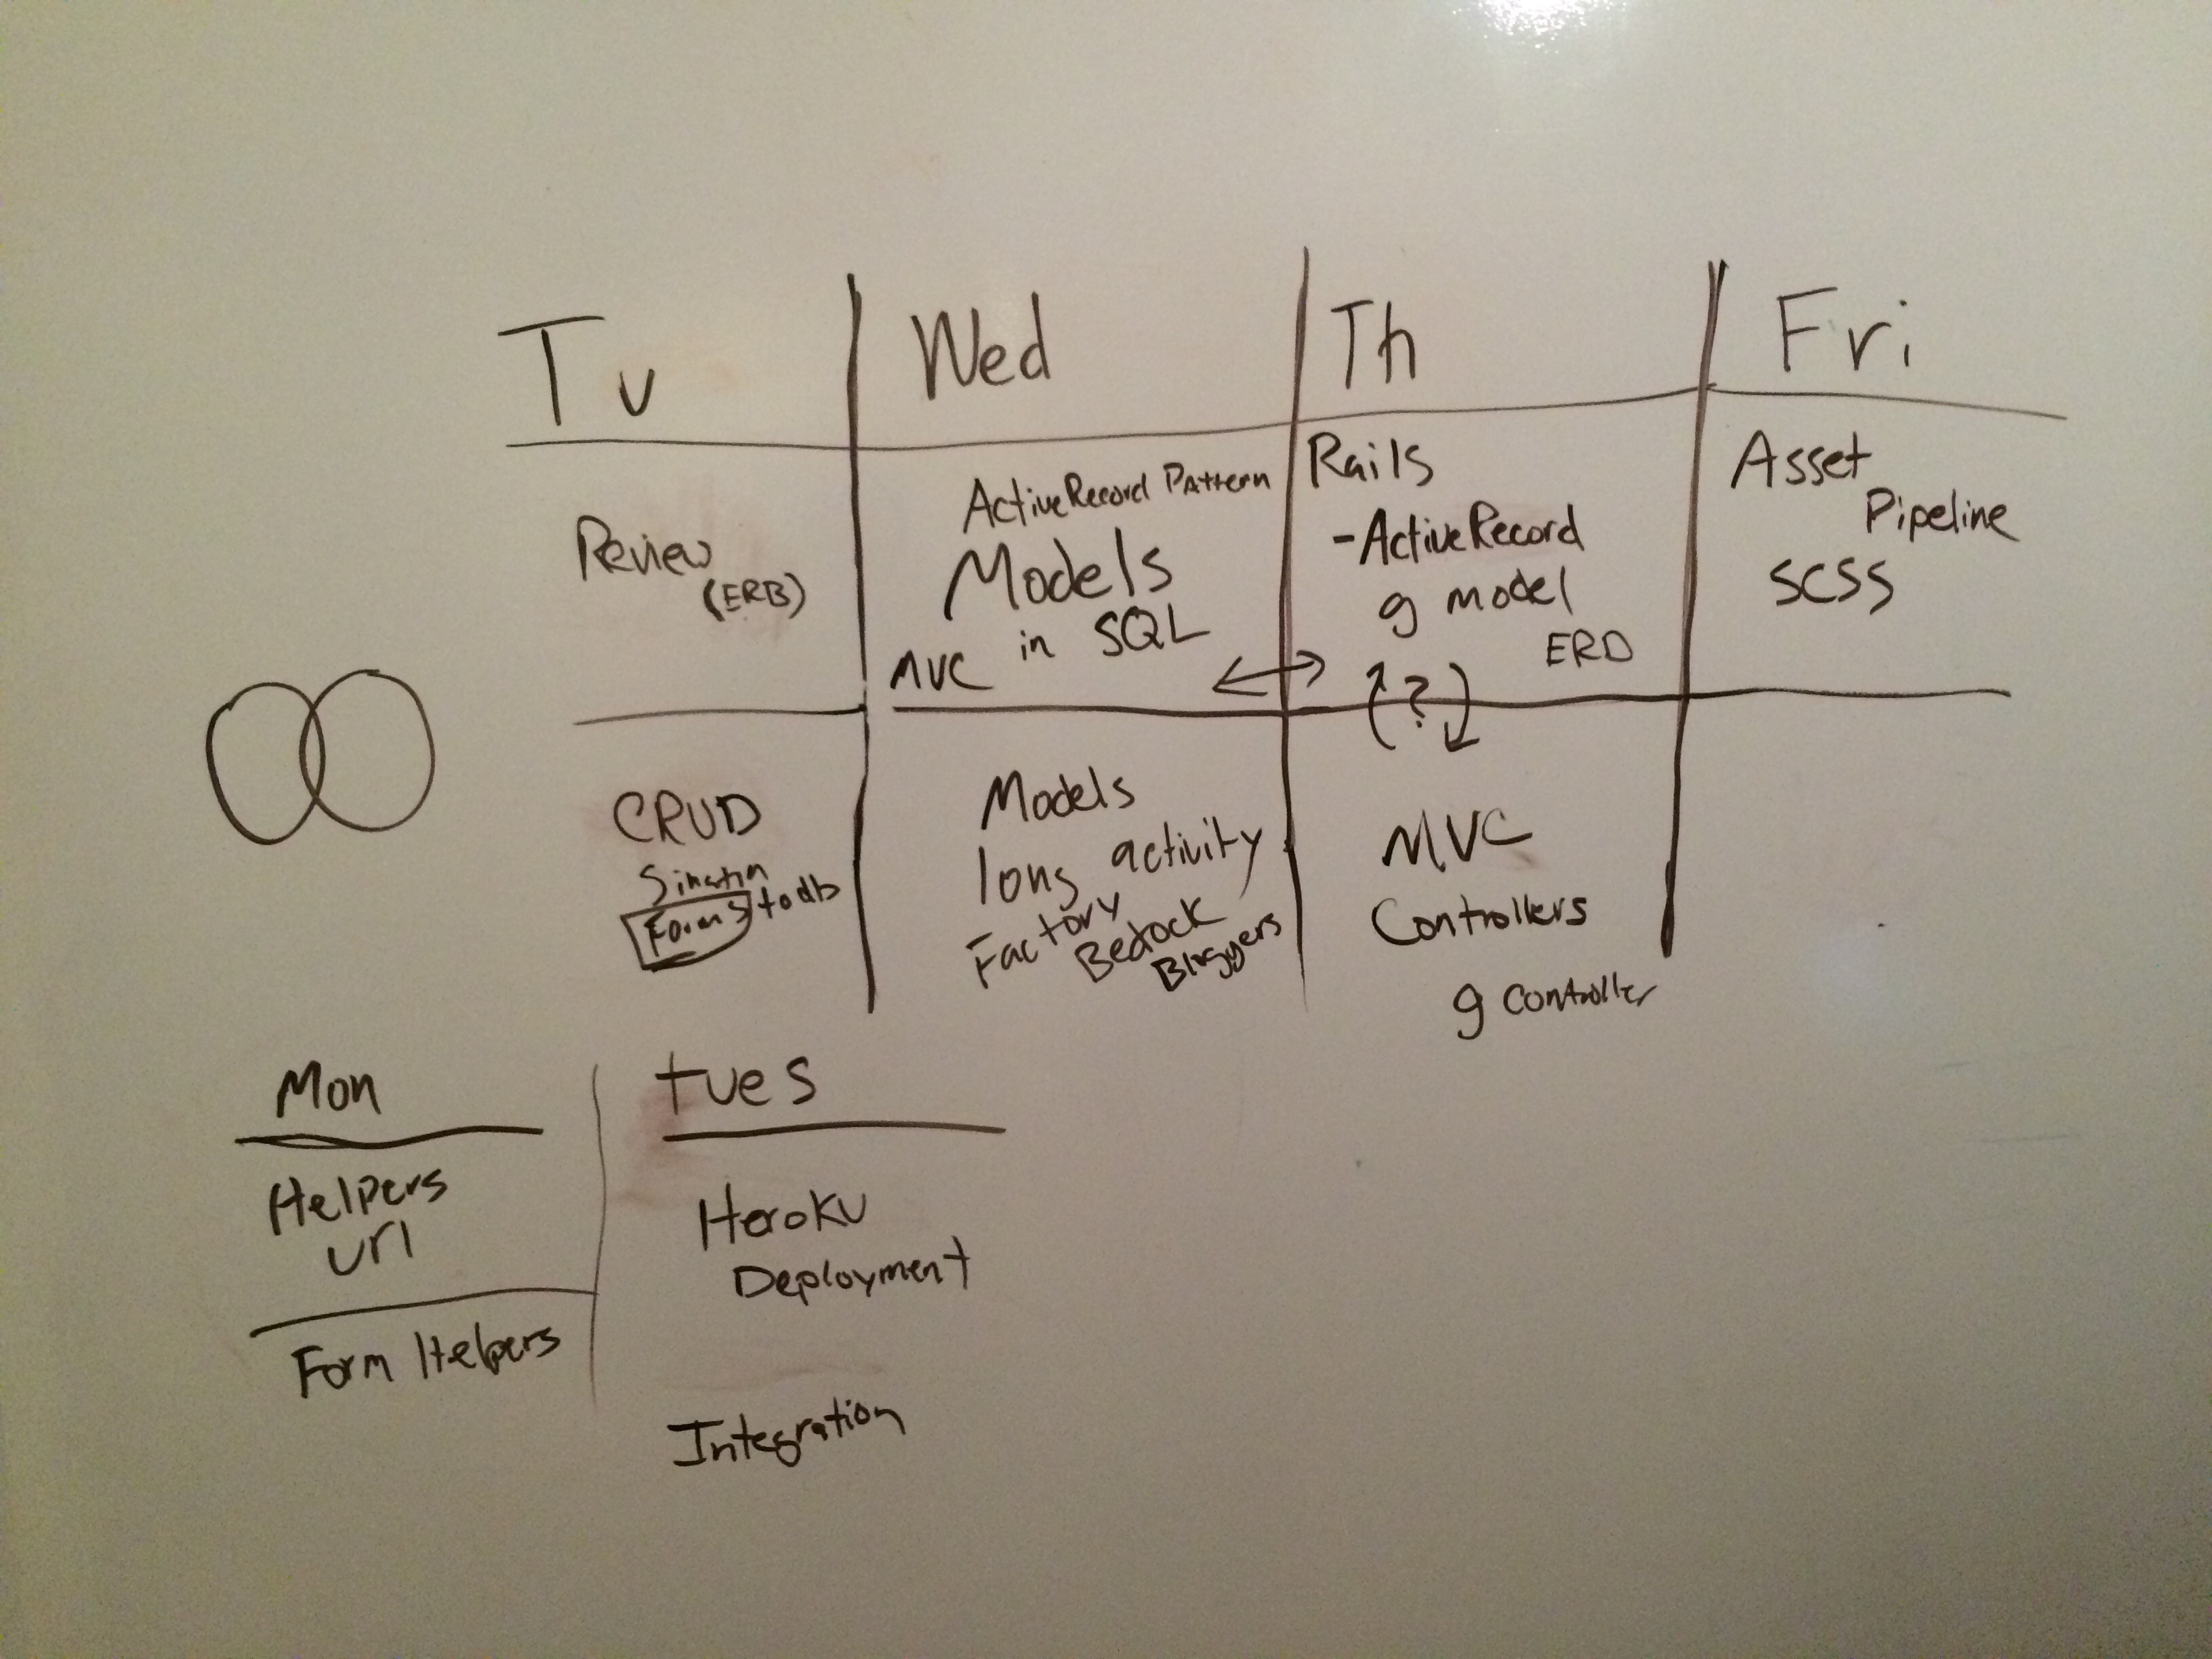 Tu
Wed
Th
Fri
Review
(ERB)
ActiveRecord Pattern
Models
in SQL
MVC
Rails
-ActiveRecord
g model
ERD
?
Asset
Pipeline
SCSS
CRUD
Sinatra
Forms to db
Models
long activity
Factory
Bedrock
Bloggers
MVC
Controllers
g controller
Mon
Helpers
url
Form Helpers
tues
Heroku
Deployment
Integration